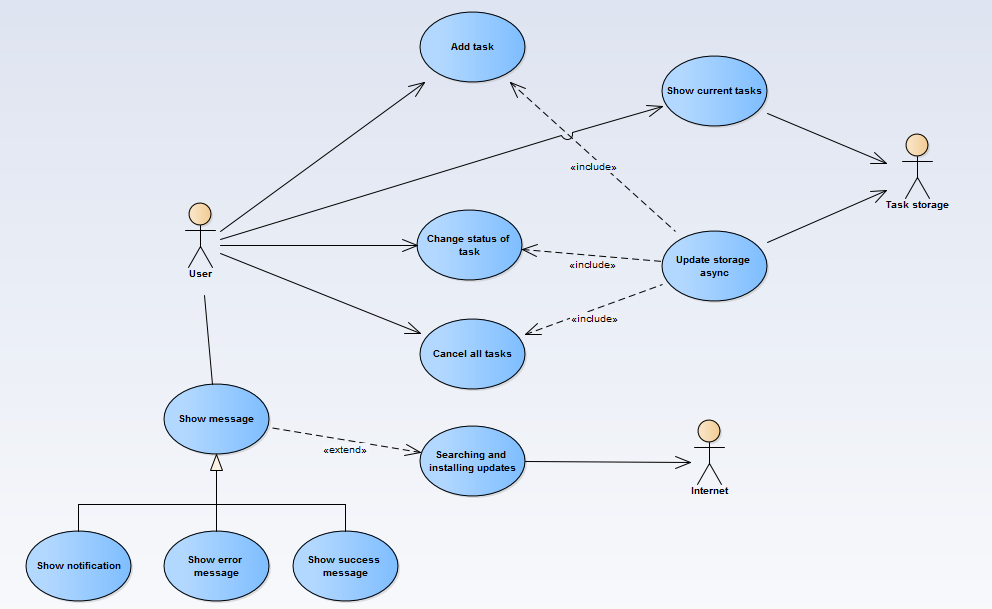 Add task
Show current tasks
«include»
Task storage
User
Change status of
task
«include»
Update storage
async
«include»
Cancel all tasks
Show message
«extend»
Searching and
installing updates
Internet
Show notification
Show error
message
Show success
message